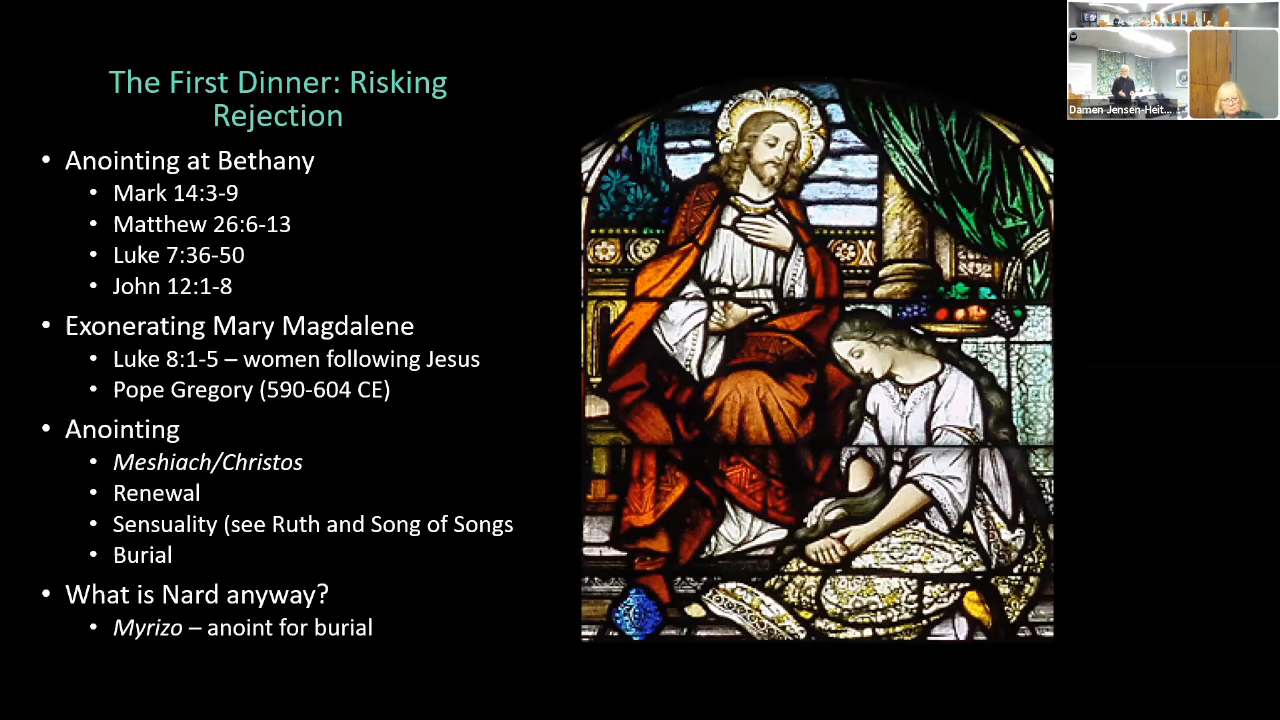 The First Dinner: Risking
Rejection
• Anointing at Bethany
• Mark 14:3-9
• Matthew 26:6-13
• Luke 7:36-50
• John 12:1-8
• Exonerating Mary Magdalene
• Luke 8:1-5 – women following Jesus
• Pope Gregory (590-604 CE)
• Anointing
• Meshiach/Christos
• Renewal
• Sensuality (see Ruth and Song of Songs
• Burial
• What is Nard anyway?
• Myrizo – anoint for burial
Damen Jensen-Heit...